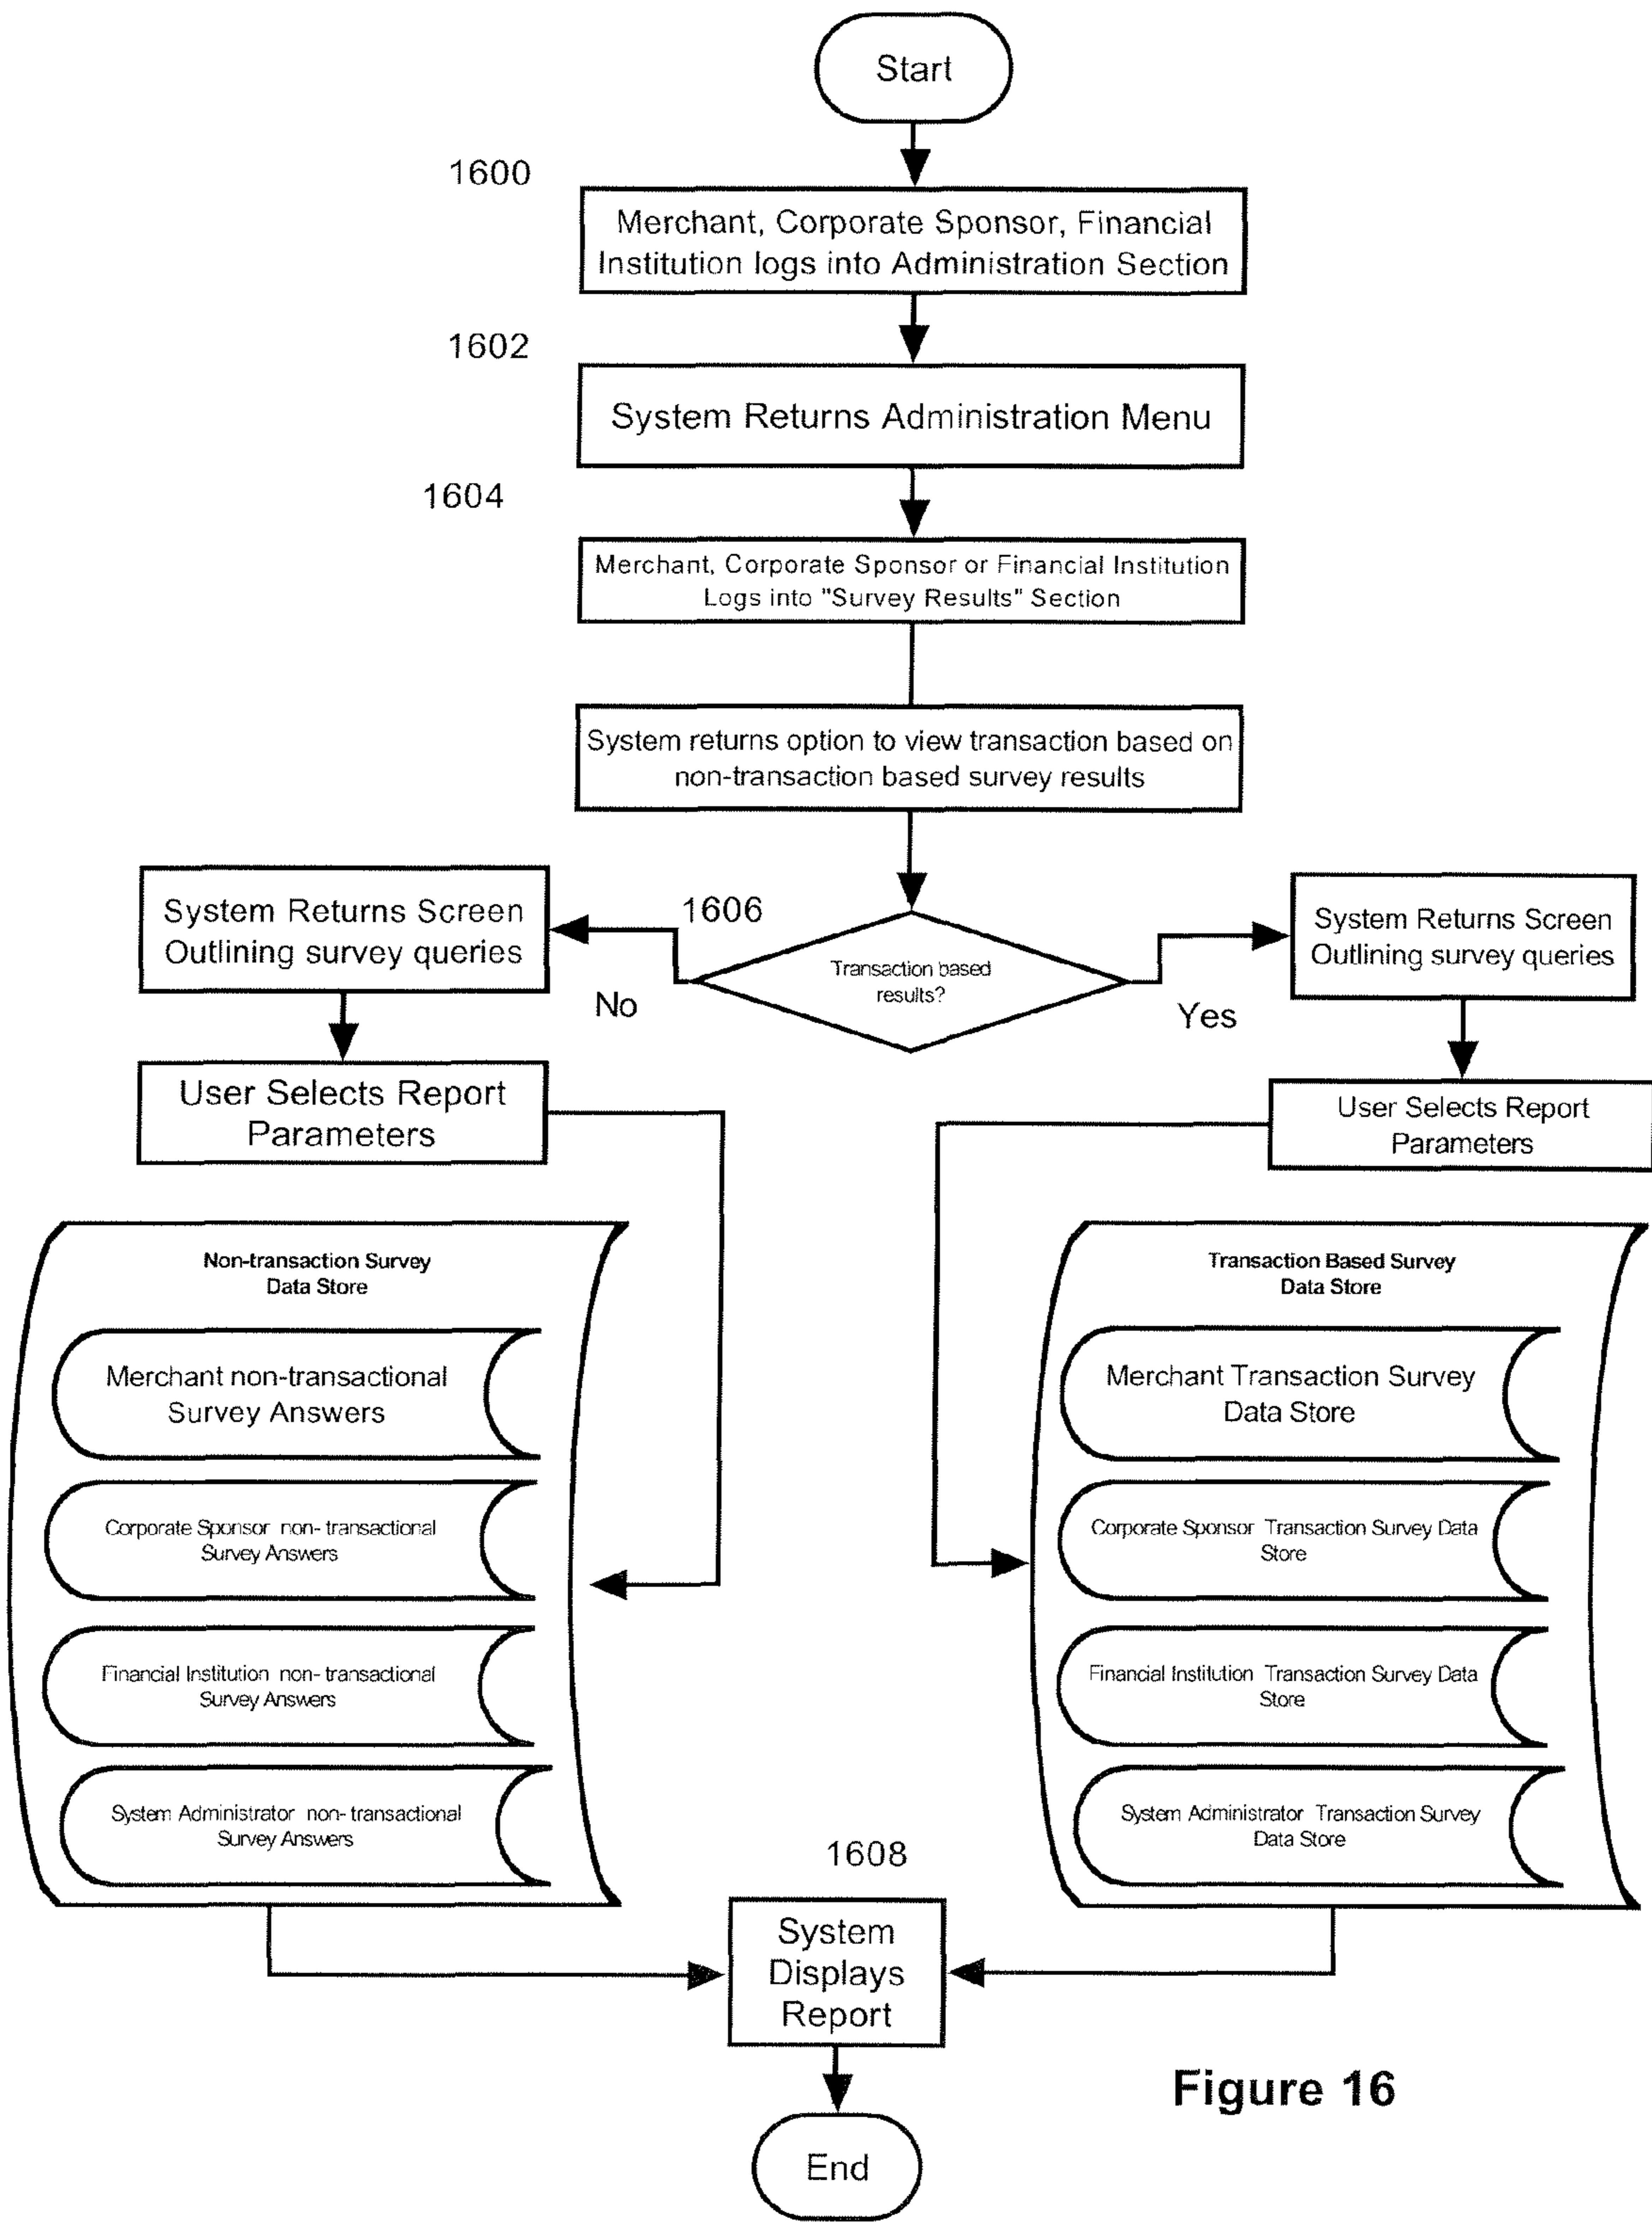 Start
1600
Merchant, Corporate Sponsor, Financial
Institution logs into Administration Section
1602
System Returns Administration Menu
1604
Merchant, Corporate Sponsor or Financial Institution
Logs into "Survey Results" Section
System returns option to view transaction based on
non-transaction based survey results
1606
Transaction based
results?
No
Yes
System Returns Screen
Outlining survey queries
System Returns Screen
Outlining survey queries
User Selects Report
Parameters
User Selects Report
Parameters
Non-transaction Survey
Data Store
Merchant non-transactional
Survey Answers
Corporate Sponsor non-transactional
Survey Answers
Financial Institution non-transactional
Survey Answers
System Administrator non-transactional
Survey Answers
Transaction Based Survey
Data Store
Merchant Transaction Survey
Data Store
Corporate Sponsor Transaction Survey Data
Store
Financial Institution Transaction Survey Data
Store
System Administrator Transaction Survey
Data Store
1608
System
Displays
Report
End
Figure 16